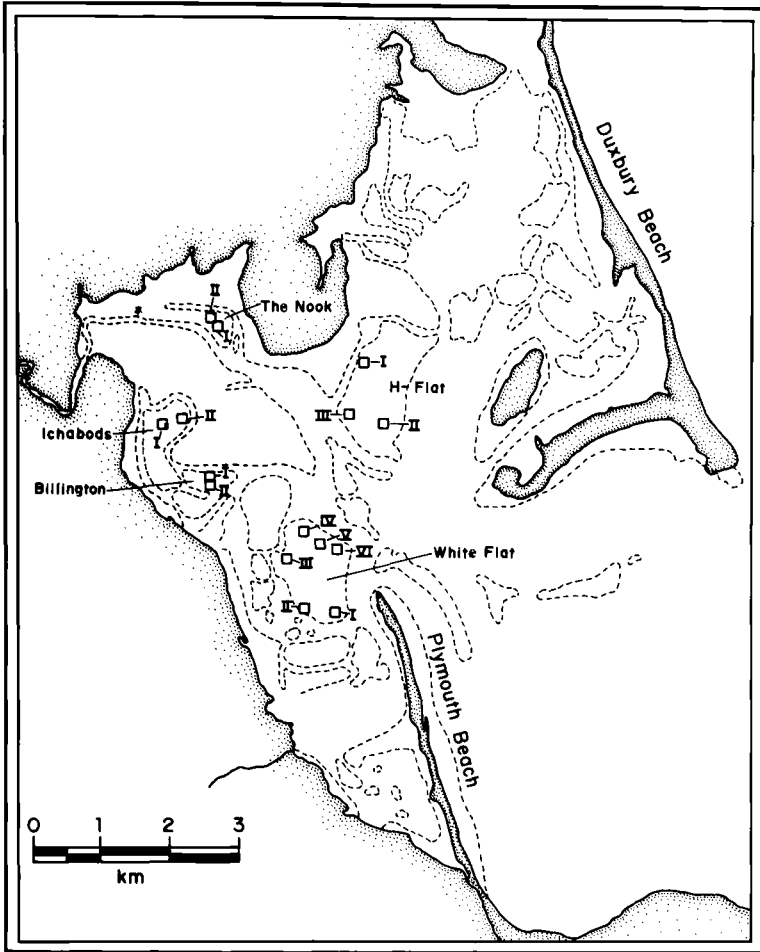 Duxbury Beach
II
The Nook
I
I
H-Flat
III
II
II
Ichabods
I
I
Billington
II
IV
V
VI
White Flat
III
II
I
Plymouth Beach
0 1 2 3
km